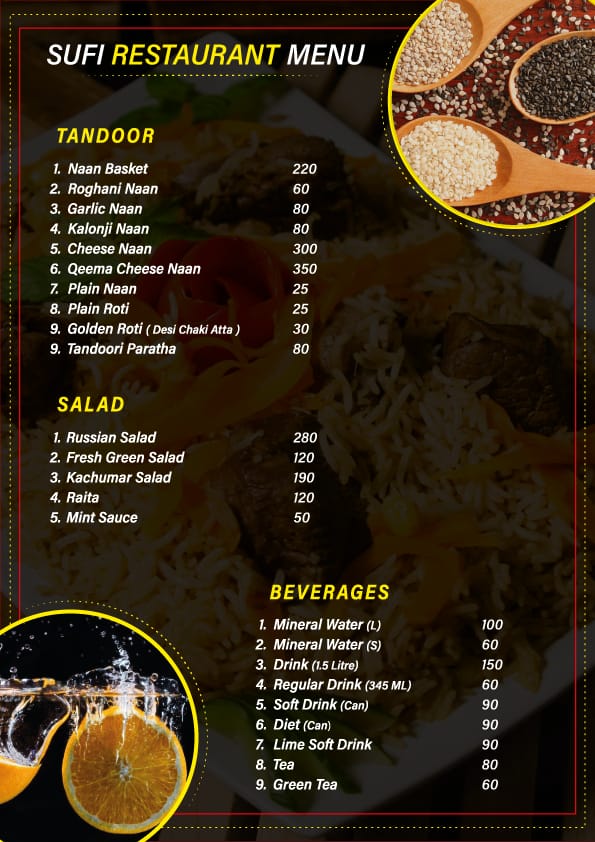 SUFI RESTAURANT MENU
TANDOOR
1. Naan Basket 220
2. Roghani Naan 60
3. Garlic Naan 80
4. Kalonji Naan 80
5. Cheese Naan 300
6. Qeema Cheese Naan 350
7. Plain Naan 25
8. Plain Roti 25
9. Golden Roti ( Desi Chaki Atta ) 30
9. Tandoori Paratha 80
SALAD
1. Russian Salad 280
2. Fresh Green Salad 120
3. Kachumar Salad 190
4. Raita 120
5. Mint Sauce 50
BEVERAGES
1. Mineral Water (L) 100
2. Mineral Water (S) 60
3. Drink (1.5 Litre) 150
4. Regular Drink (345 ML) 60
5. Soft Drink (Can) 90
6. Diet (Can) 90
7. Lime Soft Drink 90
8. Tea 80
9. Green Tea 60